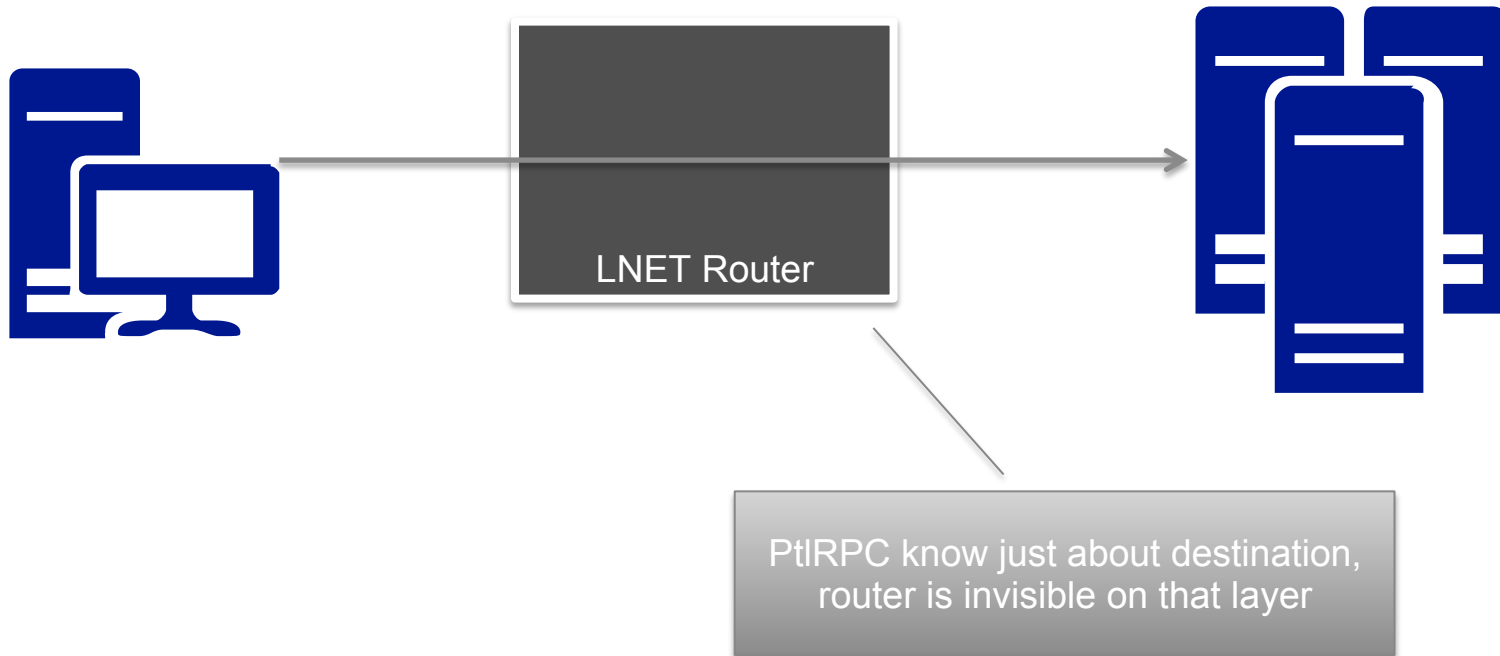 LNET Router
PtlRPC know just about destination,
router is invisible on that layer